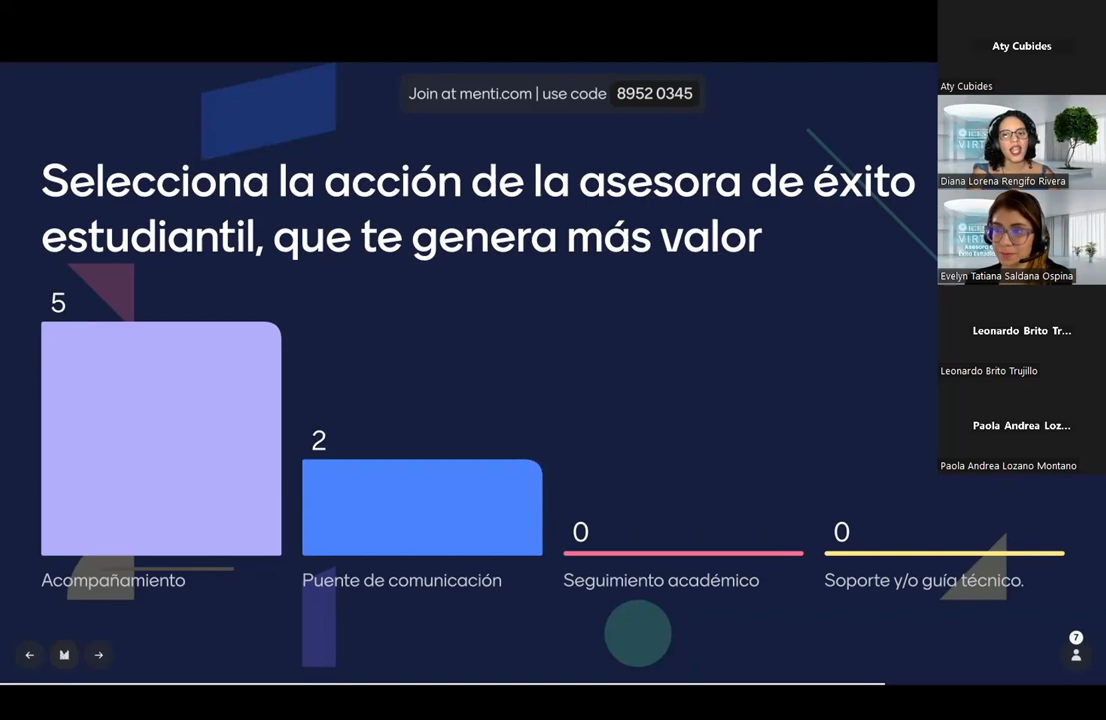 Join at menti.com | use code 8952 0345
Selecciona la acción de la asesora de éxito
estudiantil, que te genera más valor
5
2
0
0
Acompañamiento
Puente de comunicación
Seguimiento académico
Soporte y/o guía técnico.
7
Aty Cubides
Aty Cubides
Diana Lorena Rengifo Rivera
Evelyn Tatiana Saldana Ospina
Leonardo Brito Tr...
Leonardo Brito Trujillo
Paola Andrea Loz...
Paola Andrea Lozano Montano